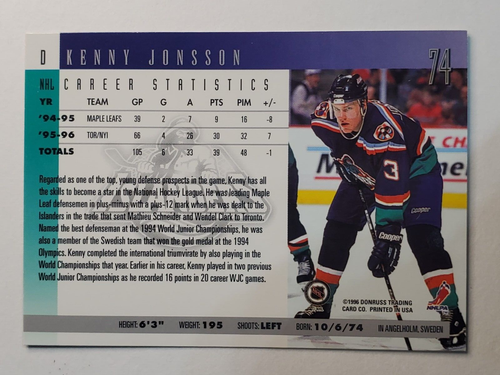 D KENNY JONSSON 74
NHL CAREER STATISTICS
YR TEAM GP G A PTS PIM +/-
'94-95 MAPLE LEAFS 39 2 7 9 16 -8
'95-96 TOR/NYI 66 4 26 30 32 7
TOTALS 105 6 33 39 48 -1
Regarded as one of the top, young defense prospects in the game, Kenny has all
the skills to become a star in the National Hockey League. He was leading Maple
Leaf defensemen in plus-minus with a plus-12 mark when he was dealt to the
Islanders in the trade that sent Mathieu Schneider and Wendel Clark to Toronto.
Named the best defenseman at the 1994 World Junior Championships, he was
also a member of the Swedish team that won the gold medal at the 1994
Olympics. Kenny completed the international triumvirate by also playing in the
World Championships that year. Earlier in his career, Kenny played in two previous
World Junior Championships as he recorded 16 points in 20 career WJC games.
3
Cooper
Cooper
NHL
NHLPA
©1996 DONRUSS TRADING
CARD CO. PRINTED IN USA
HEIGHT: 6'3" WEIGHT: 195 SHOOTS: LEFT BORN: 10/6/74 IN ANGELHOLM, SWEDEN